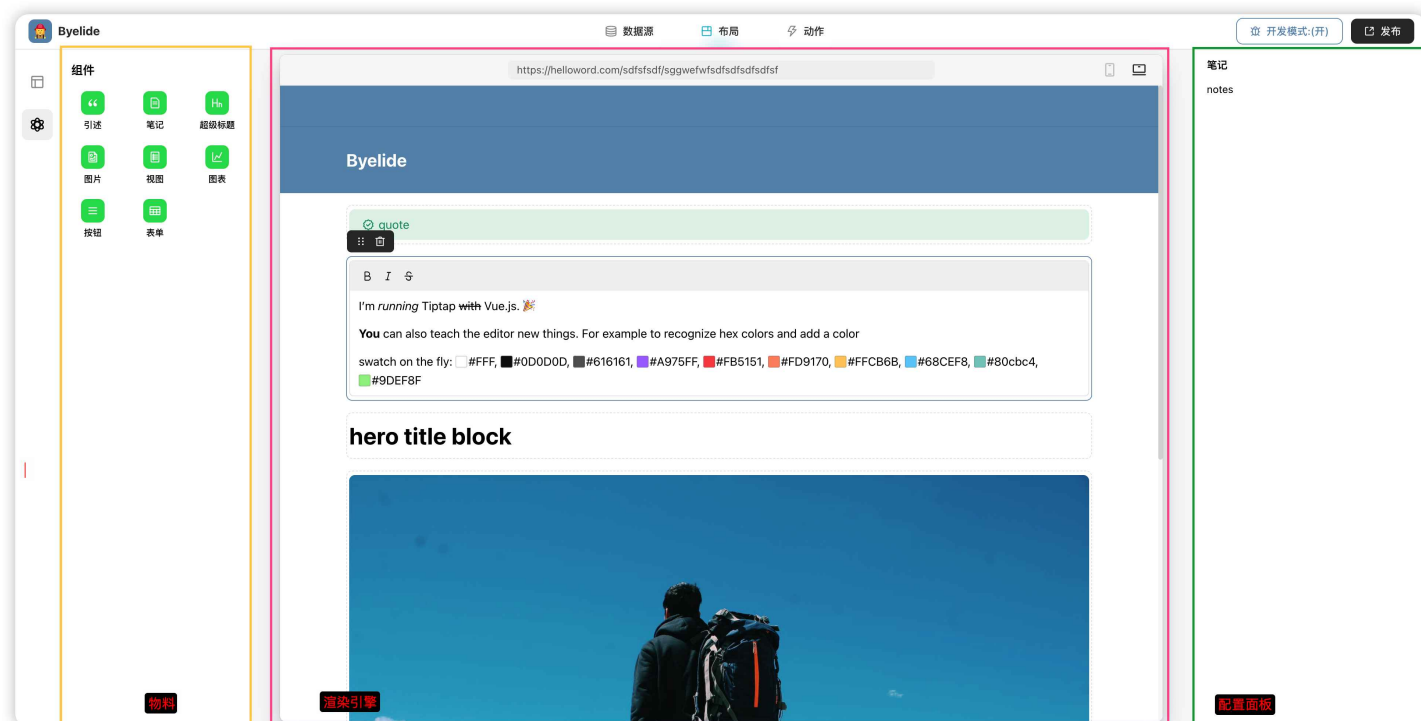 Byelide
数据源
布局
动作
开发模式:(开)
发布
组件
引述
笔记
Hn
超级标题
图片
视图
图表
按钮
表单
物料
https://helloword.com/sdfsfsdf/sggwefwfsdfsdfsdfsdfsf
Byelide
quote
B I S
I'm running Tiptap with Vue.js. 🎉
You can also teach the editor new things. For example to recognize hex colors and add a color
swatch on the fly: #FFF, #0D0D0D, #616161, #A975FF, #FB5151, #FD9170, #FFCB6B, #68CEF8, #80cbc4,
#9DEF8F
hero title block
渲染引擎
笔记
notes
配置面板